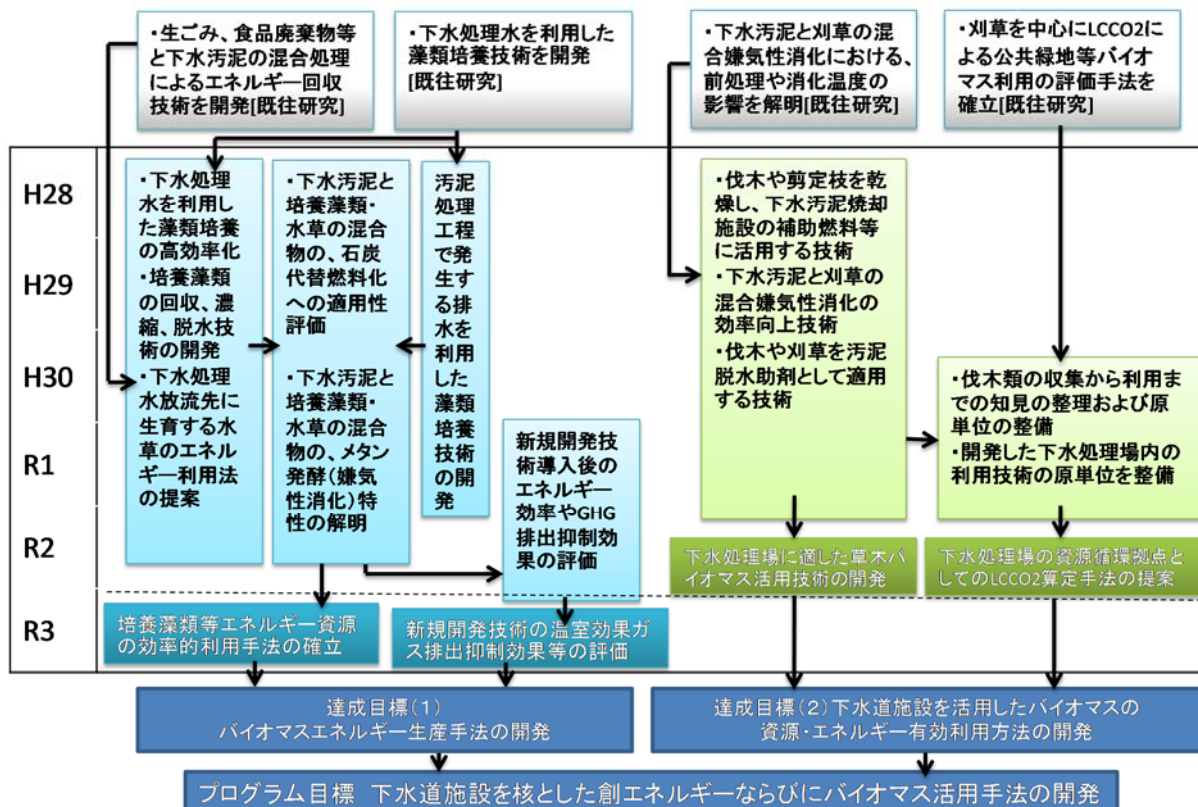 ・生ごみ、食品廃棄物等
と下水汚泥の混合処理
によるエネルギー回収
技術を開発[既往研究]
・下水処理水を利用した
藻類培養技術を開発
[既往研究]
・下水汚泥と刈草の混
合嫌気性消化における、
前処理や消化温度の
影響を解明[既往研究]
・刈草を中心にLCCO2に
よる公共緑地等バイオ
マス利用の評価手法を
確立[既往研究]
H28
H29
H30
R1
R2
R3
・下水処理
水を利用し
た藻類培養
の高効率化
・培養藻類
の回収、濃
縮、脱水技
術の開発
・下水処理
水放流先に
生育する水
草のエネル
ギー利用法
の提案
・下水汚泥と
培養藻類・
水草の混合
物の、石炭
代替燃料化
への適用性
評価
・下水汚泥と
培養藻類・
水草の混合
物の、メタン
発酵(嫌気
性消化)特
性の解明
汚泥
処理
工程
で発
生す
る排
水を
利用
した
藻類
培養
技術
の開
発
新規開発技
術導入後の
エネルギー
効率やGHG
排出抑制効
果の評価
・伐木や剪定枝を乾
燥し、下水汚泥焼却
施設の補助燃料等
に活用する技術
・下水汚泥と刈草の
混合嫌気性消化の
効率向上技術
・伐木や刈草を汚泥
脱水助剤として適用
する技術
・伐木類の収集から利用ま
での知見の整理および原
単位の整備
・開発した下水処理場内の
利用技術の原単位を整備
下水処理場に適した草木バ
イオマス活用技術の開発
下水処理場の資源循環拠点と
してのLCCO2算定手法の提案
培養藻類等エネルギー資源
の効率的利用手法の確立
新規開発技術の温室効果ガ
ス排出抑制効果等の評価
達成目標(1)
バイオマスエネルギー生産手法の開発
達成目標(2)下水道施設を活用したバイオマスの
資源・エネルギー有効利用方法の開発
プログラム目標 下水道施設を核とした創エネルギーならびにバイオマス活用手法の開発